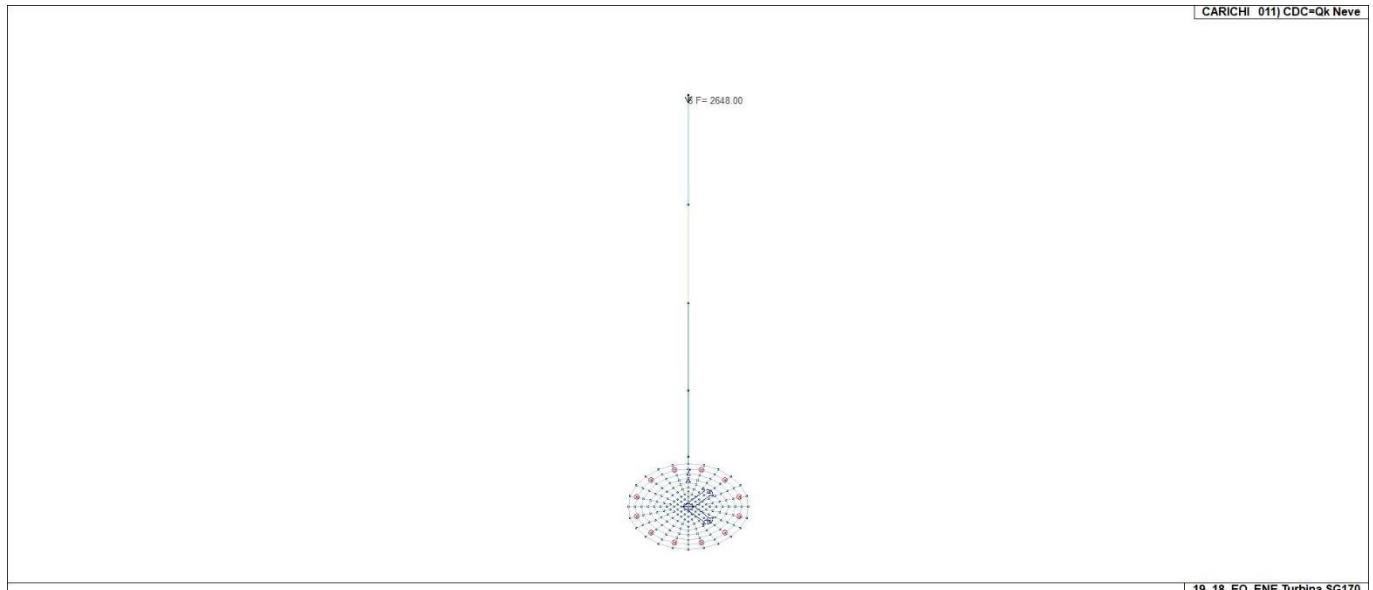 CARICHI 011) CDC=Qk Neve
F= 2648.00
Z
19_18_EO_ENE Turbina SG170